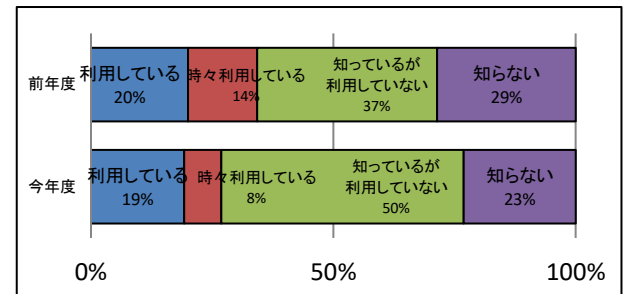 前年度
利用している
20%
時々利用している
14%
知っているが
利用していない
37%
知らない
29%
今年度
利用している
19%
時々利用している
8%
知っているが
利用していない
50%
知らない
23%
0%
50%
100%